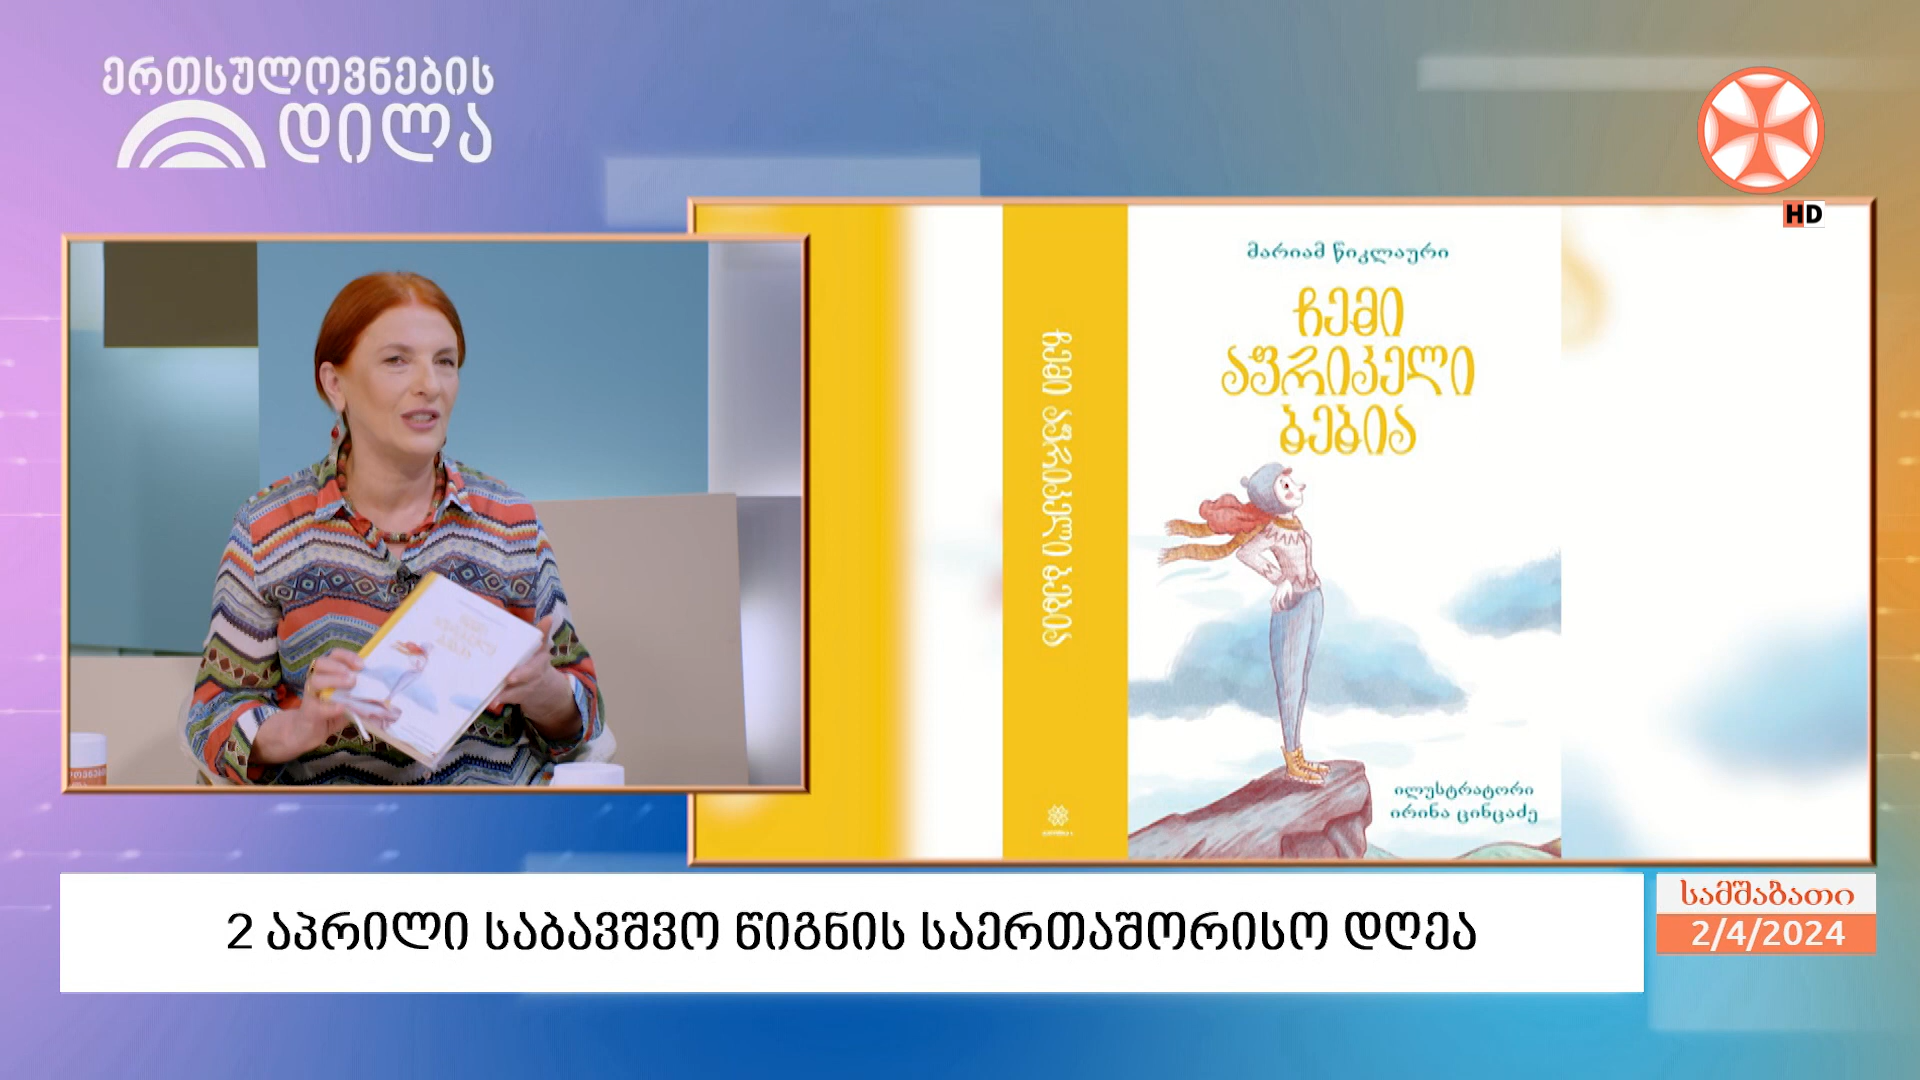 ერთსულოვნების
დილა
HD
მარიამ წიკლაური
ჩემი
აფრიკელი
ბებია
ჩემი აფრიკელი ბებია
ილუსტრატორი
ირინა ცინცაძე
2 აპრილი საბავშვო წიგნის საერთაშორისო დღეა
სამშაბათი
2/4/2024